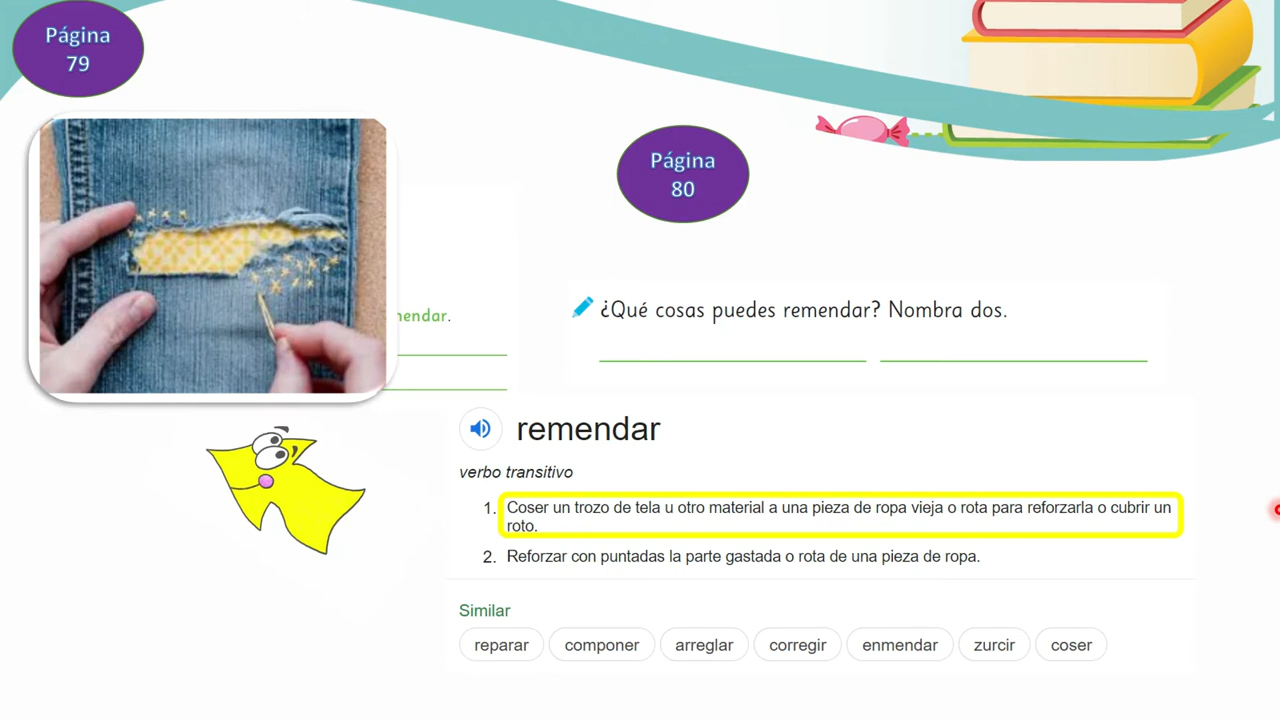 Página
79
Página
80
mendar.
¿Qué cosas puedes remendar? Nombra dos.
remendar
verbo transitivo
1. Coser un trozo de tela u otro material a una pieza de ropa vieja o rota para reforzarla o cubrir un
roto.
2. Reforzar con puntadas la parte gastada o rota de una pieza de ropa.
Similar
reparar componer arreglar corregir enmendar zurcir coser